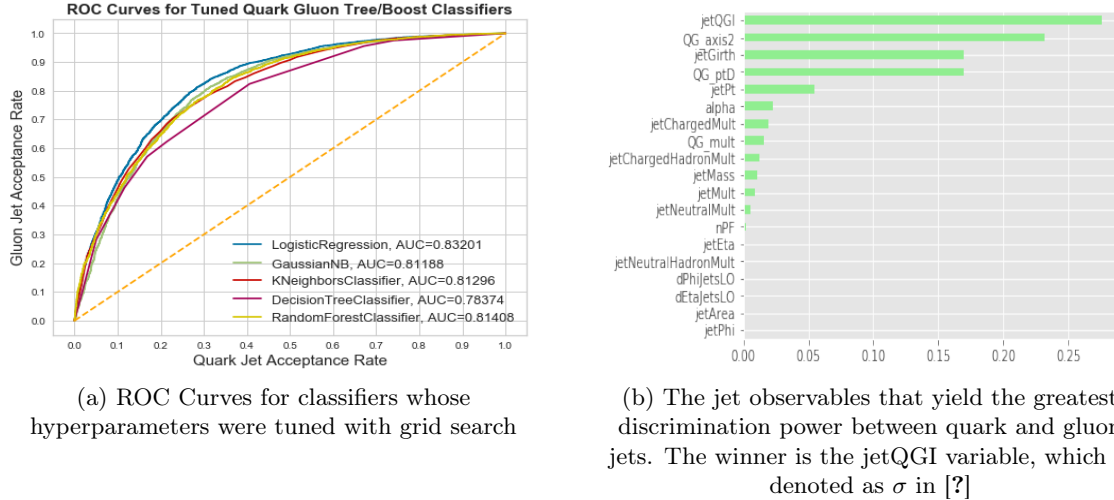 ROC Curves for Tuned Quark Gluon Tree/Boost Classifiers
1.0
0.9
0.8
0.7
0.6
0.5
0.4
0.3
0.2
0.1
0.0
Gluon Jet Acceptance Rate
LogisticRegression, AUC=0.83201
GaussianNB, AUC=0.81188
KNeighborsClassifier, AUC=0.81296
DecisionTreeClassifier, AUC=0.78374
RandomForestClassifier, AUC=0.81408
0.0 0.1 0.2 0.3 0.4 0.5 0.6 0.7 0.8 0.9 1.0
Quark Jet Acceptance Rate
(a) ROC Curves for classifiers whose
hyperparameters were tuned with grid search
jetQGl
QG_axis2
jetGirth
QG_ptD
jetPt
alpha
jetChargedMult
QG_mult
jetChargedHadronMult
jetMass
jetMult
jetNeutralMult
nPF
jetEta
jetNeutralHadronMult
dPhiJetsLO
dEtaJetsLO
jetArea
jetPhi
0.00 0.05 0.10 0.15 0.20 0.25
(b) The jet observables that yield the greatest
discrimination power between quark and gluon
jets. The winner is the jetQGl variable, which
denoted as σ in [?]